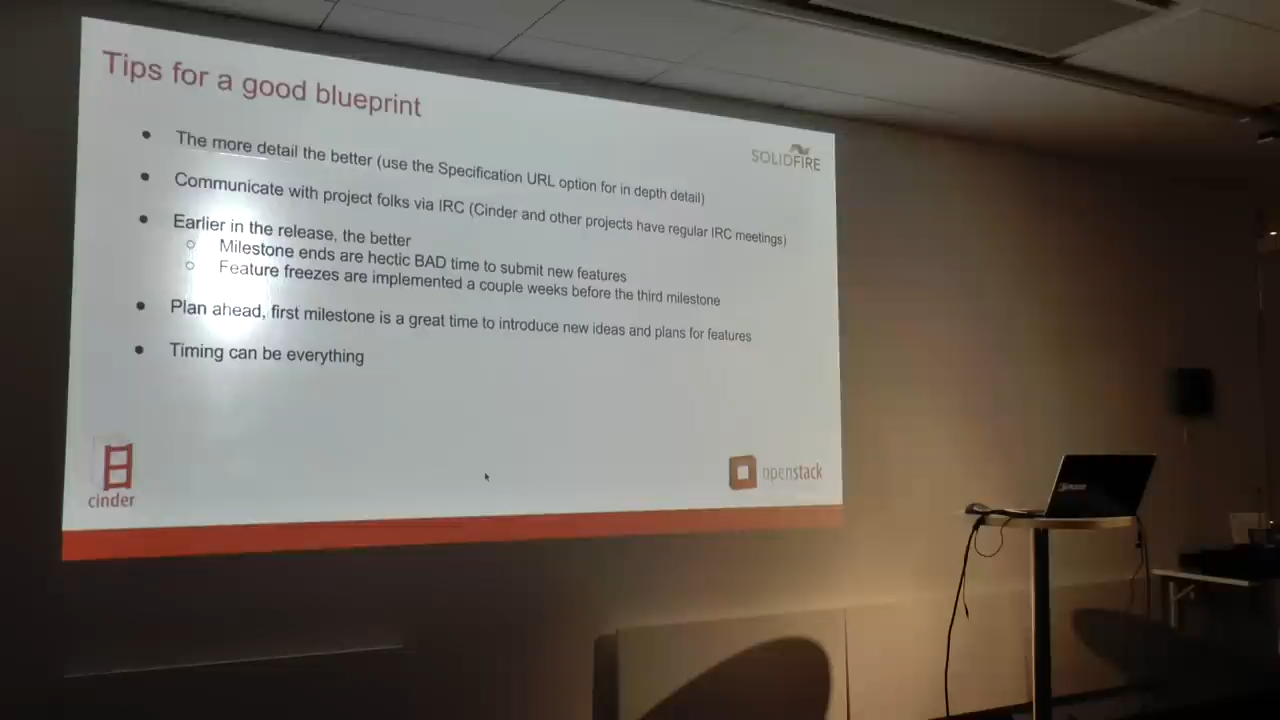 Tips for a good blueprint
SOLIDFIRE
The more detail the better (use the Specification URL option for in depth detail)
Communicate with project folks via IRC (Cinder and other projects have regular IRC meetings)
Earlier in the release, the better
Milestone ends are hectic BAD time to submit new features
Feature freezes are implemented a couple weeks before the third milestone
Plan ahead, first milestone is a great time to introduce new ideas and plans for features
Timing can be everything
cinder
openstack